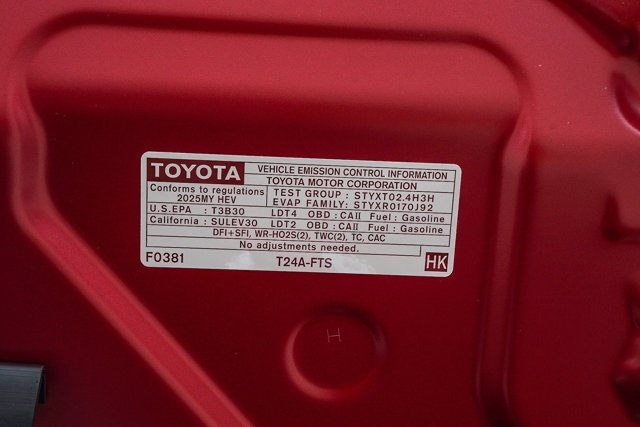 TOYOTA
VEHICLE EMISSION CONTROL INFORMATION
TOYOTA MOTOR CORPORATION
Conforms to regulations
2025MY HEV
TEST GROUP : STYXT02.4H3H
EVAP FAMILY: STYXR0170J92
U.S.EPA : T3B30 LDT4 OBD : CAII Fuel : Gasoline
California : SULEV30 LDT2 OBD : CAII Fuel : Gasoline
DFI+SFI, WR-HO2S(2), TWC(2), TC, CAC
No adjustments needed.
F0381 T24A-FTS HK
H